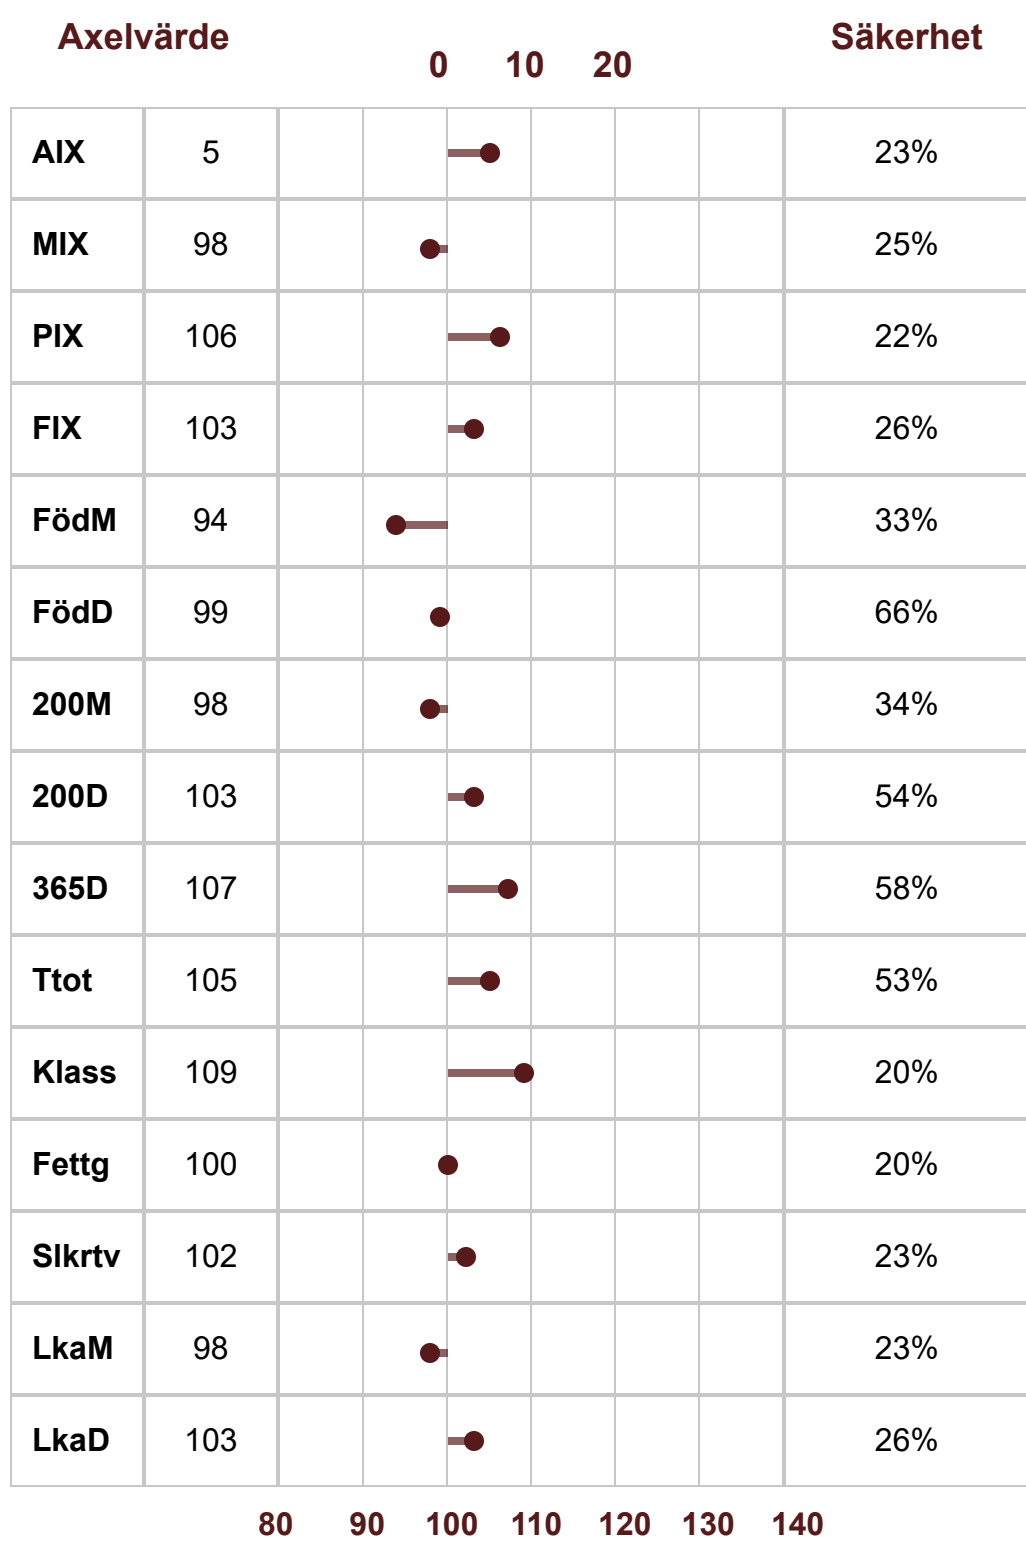 Axelvärde 0 10 20 Säkerhet
AIX 5 23%
MIX 98 25%
PIX 106 22%
FIX 103 26%
FödM 94 33%
FödD 99 66%
200M 98 34%
200D 103 54%
365D 107 58%
Ttot 105 53%
Klass 109 20%
Fettg 100 20%
Slkrtv 102 23%
LkaM 98 23%
LkaD 103 26%
80 90 100 110 120 130 140